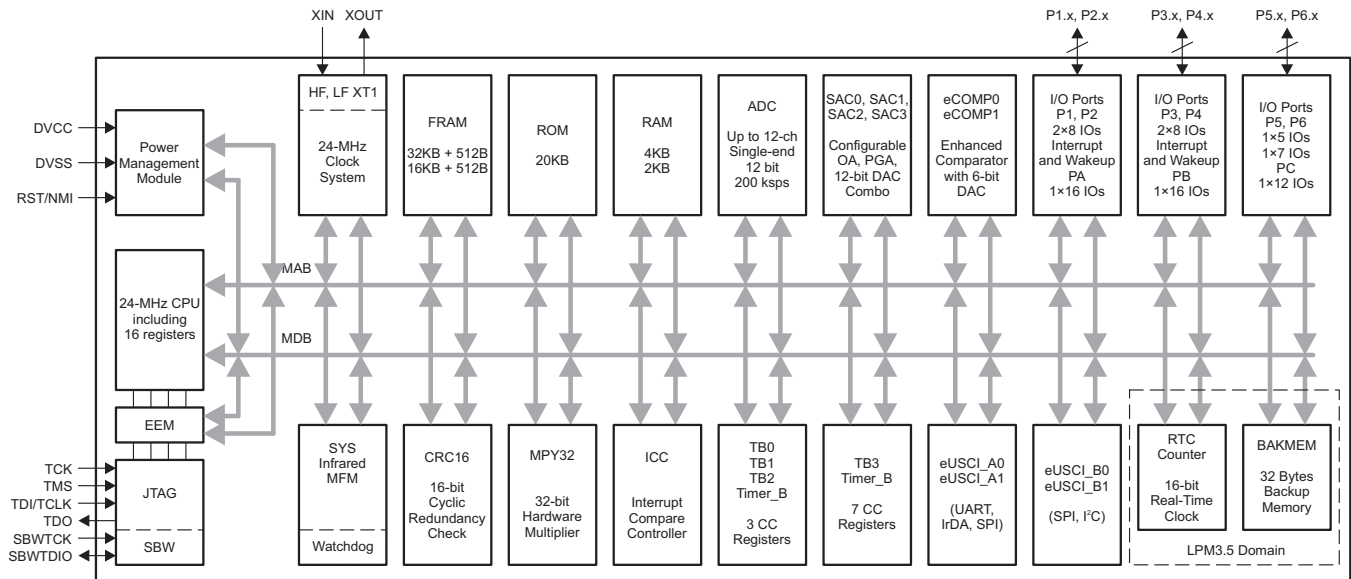 XIN XOUT
P1.x, P2.x
P3.x, P4.x
P5.x, P6.x
DVCC
DVSS
RST/NMI
Power
Management
Module
HF, LF XT1
24-MHz
Clock
System
FRAM
32KB + 512B
16KB + 512B
ROM
20KB
RAM
4KB
2KB
ADC
Up to 12-ch
Single-end
12 bit
200 ksps
SAC0, SAC1,
SAC2, SAC3
Configurable
OA, PGA,
12-bit DAC
Combo
eCOMP0
eCOMP1
Enhanced
Comparator
with 6-bit
DAC
I/O Ports
P1, P2
2×8 IOs
Interrupt
and Wakeup
PA
1×16 IOs
I/O Ports
P3, P4
2×8 IOs
Interrupt
and Wakeup
PB
1×16 IOs
I/O Ports
P5, P6
1×5 IOs
1×7 IOs
PC
1×12 IOs
24-MHz CPU
including
16 registers
MAB
MDB
EEM
TCK
TMS
TDI/TCLK
TDO
SBWTCK
SBWTDIO
JTAG
SBW
SYS
Infrared
MFM
Watchdog
CRC16
16-bit
Cyclic
Redundancy
Check
MPY32
32-bit
Hardware
Multiplier
ICC
Interrupt
Compare
Controller
TB0
TB1
TB2
Timer_B
3 CC
Registers
TB3
Timer_B
7 CC
Registers
eUSCI_A0
eUSCI_A1
(UART,
IrDA, SPI)
eUSCI_B0
eUSCI_B1
(SPI, I²C)
RTC
Counter
16-bit
Real-Time
Clock
BAKMEM
32 Bytes
Backup
Memory
LPM3.5 Domain